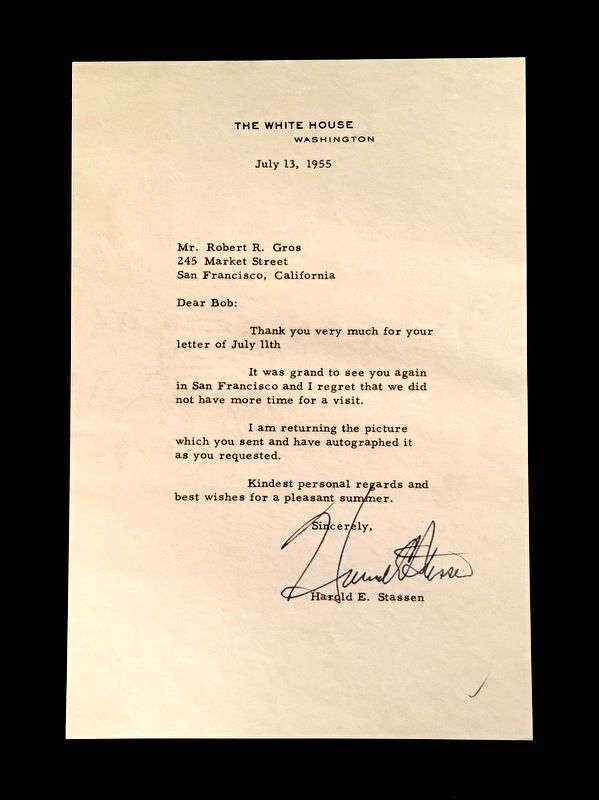 THE WHITE HOUSE
WASHINGTON
July 13, 1955
Mr. Robert R. Gros
245 Market Street
San Francisco, California
Dear Bob:
Thank you very much for your
letter of July 11th
It was grand to see you again
in San Francisco and I regret that we did
not have more time for a visit.
I am returning the picture
which you sent and have autographed it
as you requested.
Kindest personal regards and
best wishes for a pleasant summer.
Sincerely,
Harold E. Stassen
Harold E. Stassen